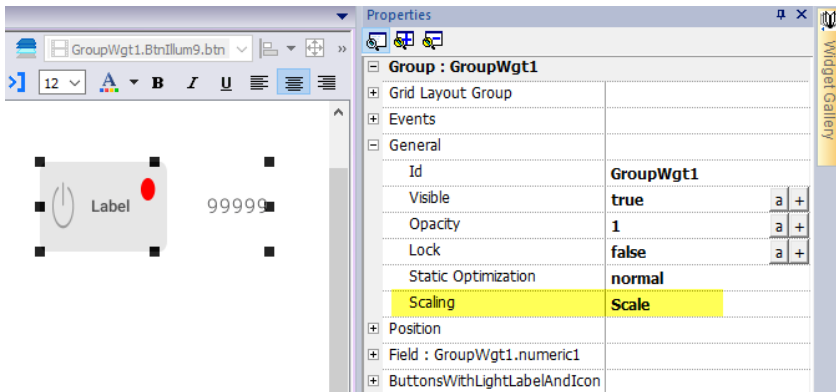 Properties
GroupWgt1.BtnIllum9.btn
»
12 A B I U
Group : GroupWgt1
Grid Layout Group
Events
General
Id GroupWgt1
Visible true a +
Opacity 1 a +
Lock false a +
Static Optimization normal
Scaling Scale
Position
Field : GroupWgt1.numeric1
ButtonsWithLightLabelAndIcon
Label 99999
Widget Gallery